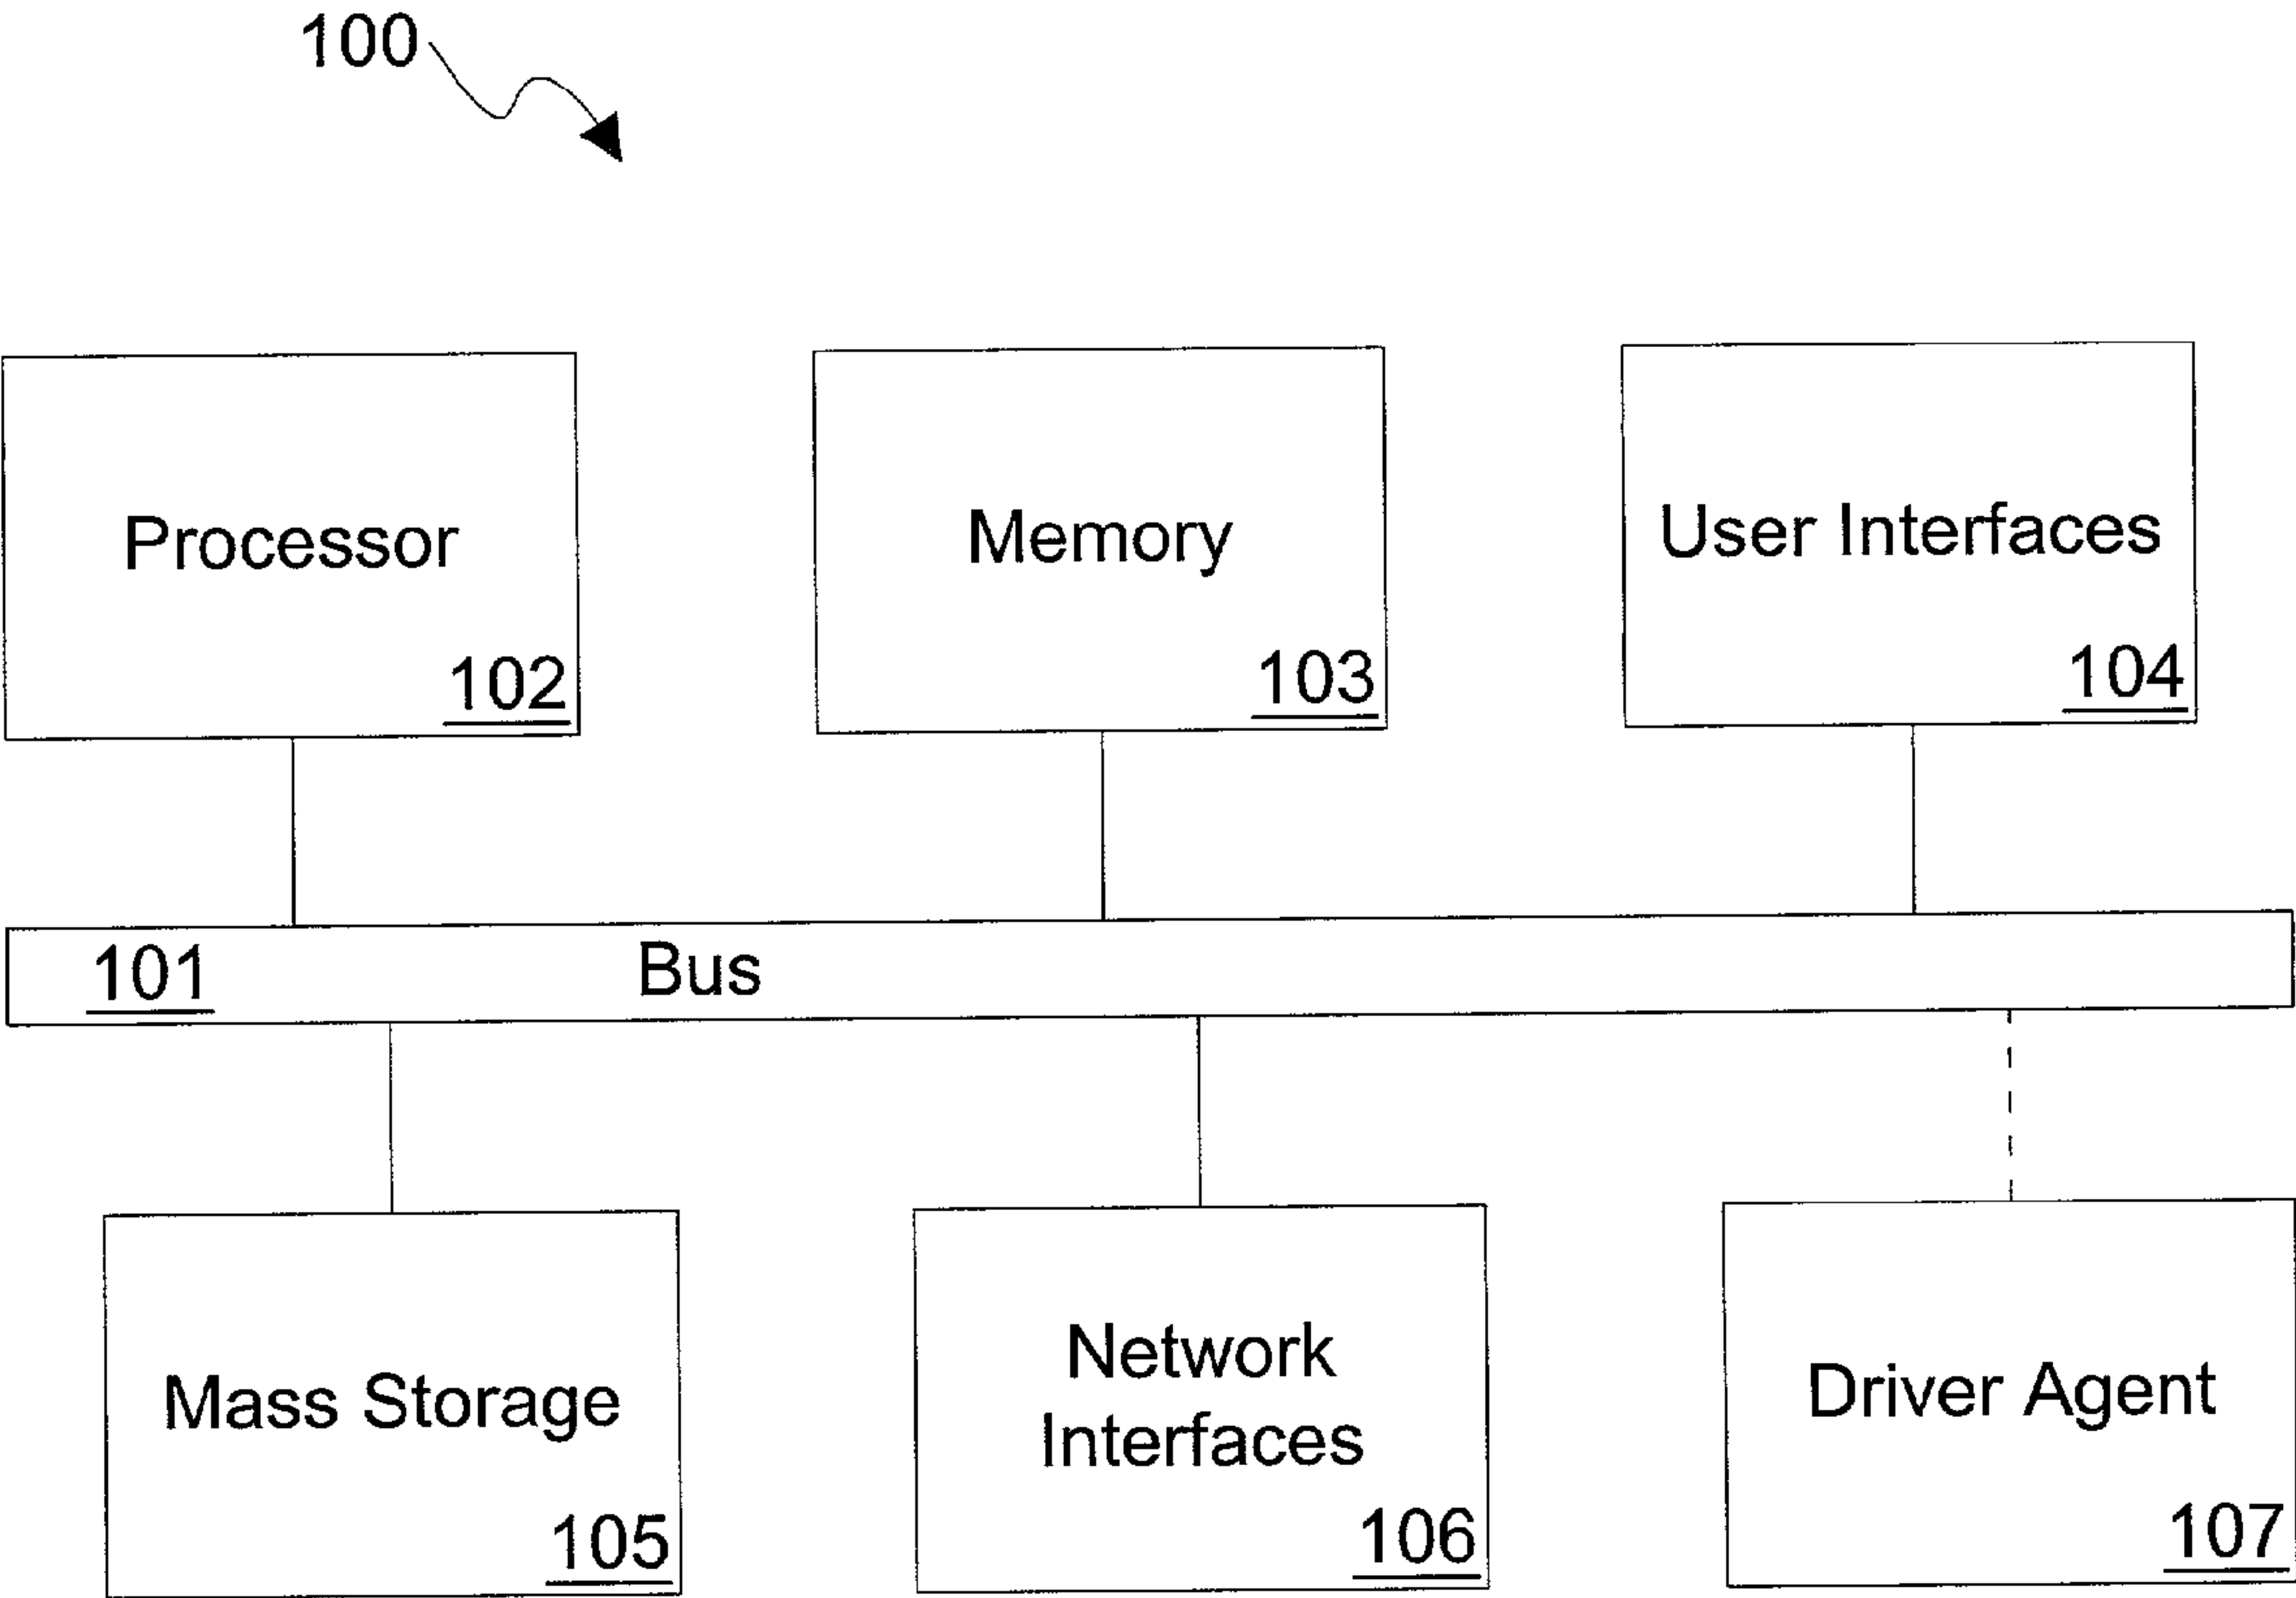 100
Processor
102
Memory
103
User Interfaces
104
101
Bus
Mass Storage
105
Network
Interfaces
106
Driver Agent
107